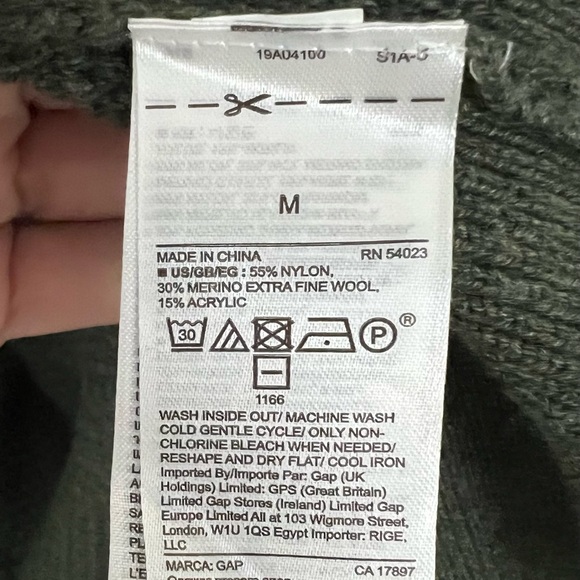 19A04100
M
MADE IN CHINA RN 54023
■ US/GB/EG : 55% NYLON,
30% MERINO EXTRA FINE WOOL,
15% ACRYLIC
30 P ®
1166
WASH INSIDE OUT/ MACHINE WASH
COLD GENTLE CYCLE/ ONLY NON-
CHLORINE BLEACH WHEN NEEDED/
RESHAPE AND DRY FLAT/ COOL IRON
Imported By/Importe Par: Gap (UK
Holdings) Limited: GPS (Great Britain)
Limited Gap Stores (Ireland) Limited Gap
Europe Limited All at 103 Wigmore Street,
London, W1U 1QS Egypt Importer: RIGE,
LLC
MARCA: GAP CA 17897